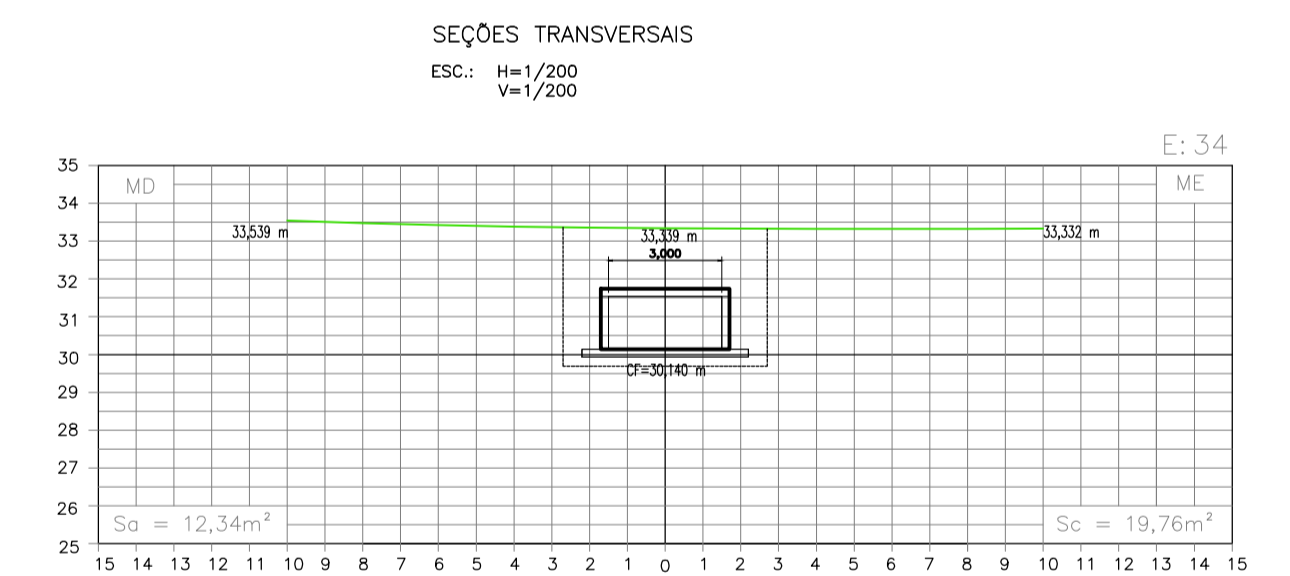 SEÇÕES TRANSVERSAIS
ESC.: H=1/200
V=1/200
E: 34
35
MD
ME
34
33,539 m
33,339 m
33,332 m
33
3,000
32
31
30
CF=30,140 m
29
28
27
26
Sa = 12,34m²
Sc = 19,76m²
25
15 14 13 12 11 10 9 8 7 6 5 4 3 2 1 0 1 2 3 4 5 6 7 8 9 10 11 12 13 14 15